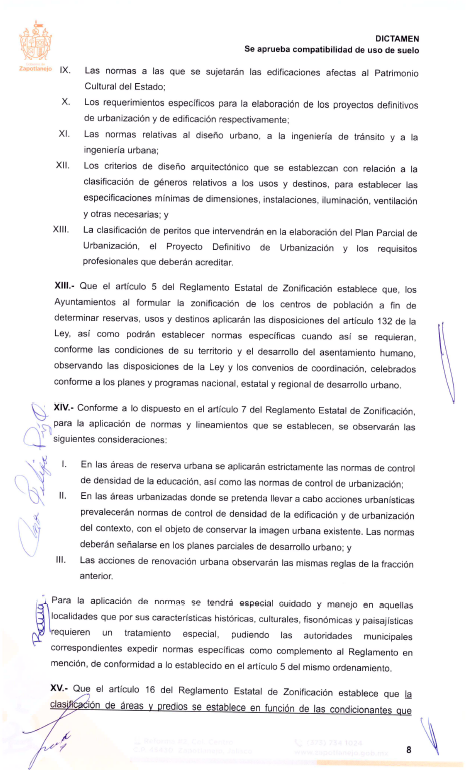 Zapotlanejo
DICTAMEN
Se aprueba compatibilidad de uso de suelo
IX. Las normas a las que se sujetarán las edificaciones afectas al Patrimonio
Cultural del Estado;
X. Los requerimientos específicos para la elaboración de los proyectos definitivos
de urbanización y de edificación respectivamente;
XI. Las normas relativas al diseño urbano, a la ingeniería de tránsito y a la
ingeniería urbana;
XII. Los criterios de diseño arquitectónico que se establezcan con relación a la
clasificación de géneros relativos a los usos y destinos, para establecer las
especificaciones mínimas de dimensiones, instalaciones, iluminación, ventilación
y otras necesarias; y
XIII. La clasificación de peritos que intervendrán en la elaboración del Plan Parcial de
Urbanización, el Proyecto Definitivo de Urbanización y los requisitos
profesionales que deberán acreditar.
XIII.- Que el artículo 5 del Reglamento Estatal de Zonificación establece que, los
Ayuntamientos al formular la zonificación de los centros de población a fin de
determinar reservas, usos y destinos aplicarán las disposiciones del artículo 132 de la
Ley, así como podrán establecer normas específicas cuando así se requieran,
conforme las condiciones de su territorio y el desarrollo del asentamiento humano,
observando las disposiciones de la Ley y los convenios de coordinación, celebrados
conforme a los planes y programas nacional, estatal y regional de desarrollo urbano.
XIV.- Conforme a lo dispuesto en el artículo 7 del Reglamento Estatal de Zonificación,
para la aplicación de normas y lineamientos que se establecen, se observarán las
siguientes consideraciones:
I. En las áreas de reserva urbana se aplicarán estrictamente las normas de control
de densidad de la educación, así como las normas de control de urbanización;
II. En las áreas urbanizadas donde se pretenda llevar a cabo acciones urbanísticas
prevalecerán normas de control de densidad de la edificación y de urbanización
del contexto, con el objeto de conservar la imagen urbana existente. Las normas
deberán señalarse en los planes parciales de desarrollo urbano; y
III. Las acciones de renovación urbana observarán las mismas reglas de la fracción
anterior.
Para la aplicación de normas se tendrá especial cuidado y manejo en aquellas
localidades que por sus características históricas, culturales, fisonómicas y paisajísticas
requieren un tratamiento especial, pudiendo las autoridades municipales
correspondientes expedir normas específicas como complemento al Reglamento en
mención, de conformidad a lo establecido en el artículo 5 del mismo ordenamiento.
XV.- Que el artículo 16 del Reglamento Estatal de Zonificación establece que la
clasificación de áreas y predios se establece en función de las condicionantes que
8